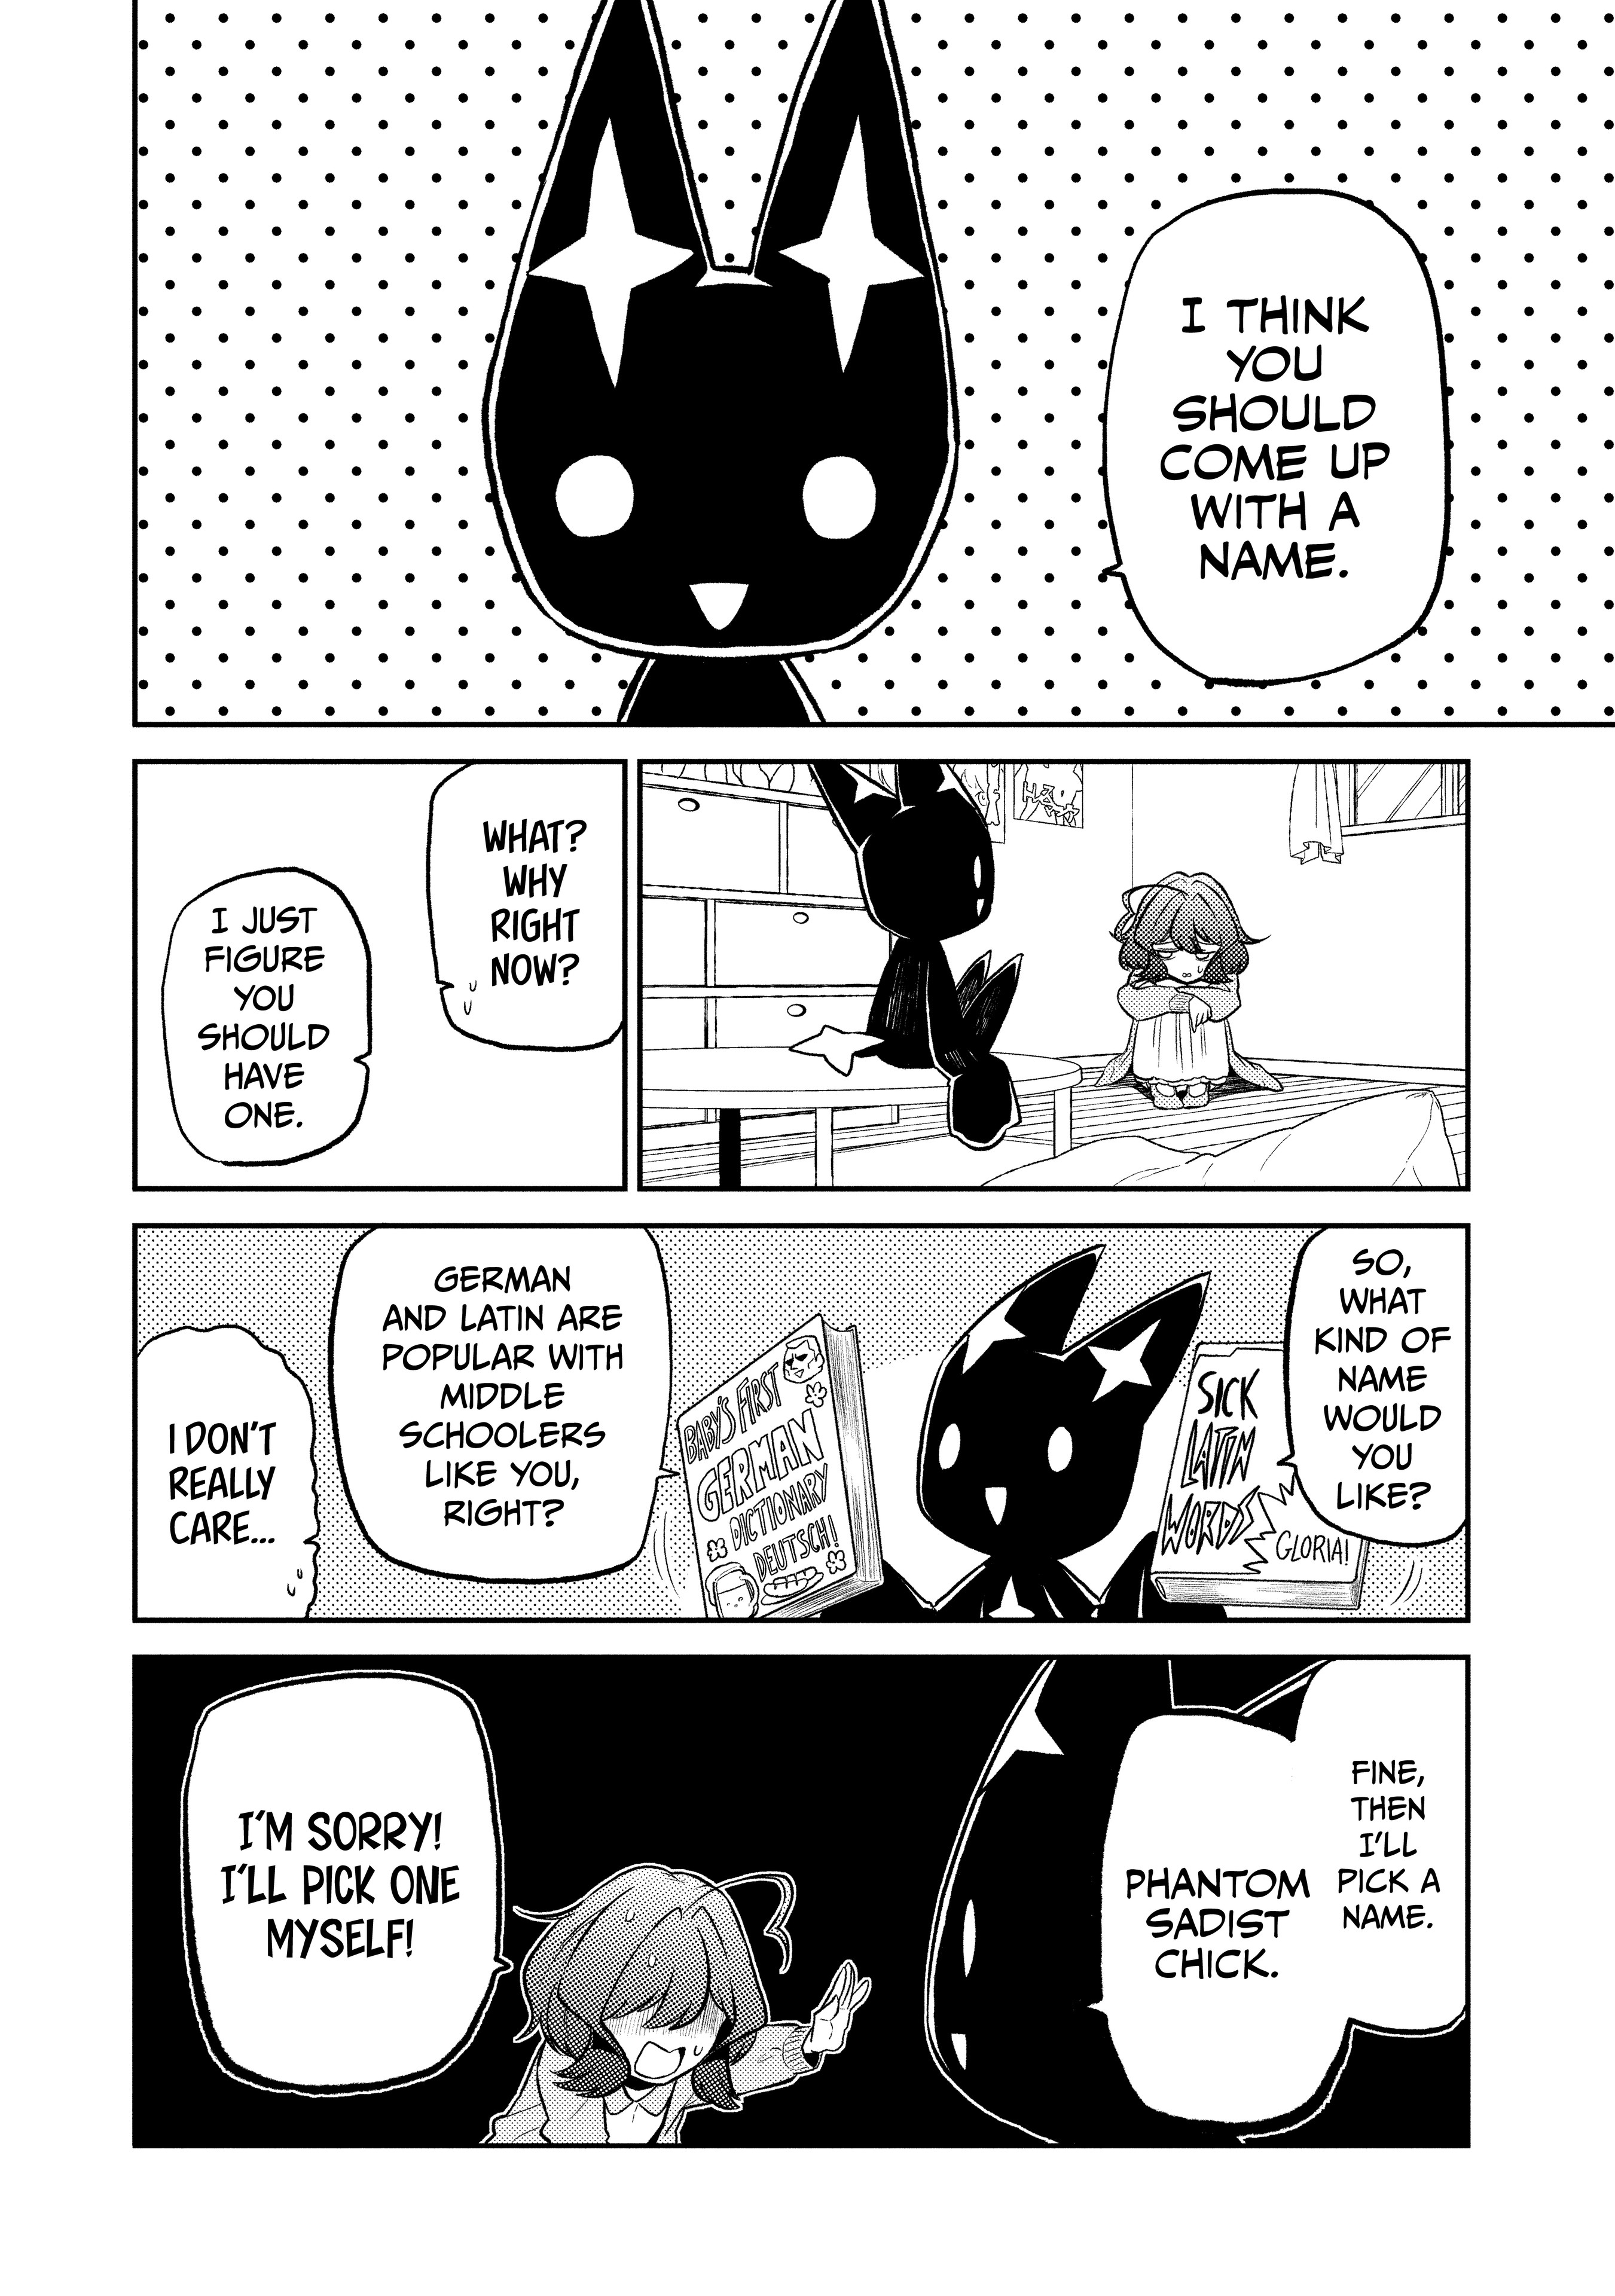 I THINK
YOU
SHOULD
COME UP
WITH A
NAME.
WHAT?
WHY
RIGHT
NOW?
I JUST
FIGURE
YOU
SHOULD
HAVE
ONE.
SO,
WHAT
KIND OF
NAME
WOULD
YOU
LIKE?
SICK
LATIN
WORDS
GLORIA!
BABY'S FIRST
GERMAN
DICTIONARY
DEUTSCH!
GERMAN
AND LATIN ARE
POPULAR WITH
MIDDLE
SCHOOLERS
LIKE YOU,
RIGHT?
I DON'T
REALLY
CARE...
FINE,
THEN
I'LL
PICK A
NAME.
PHANTOM
SADIST
CHICK.
I'M SORRY!
I'LL PICK ONE
MYSELF!